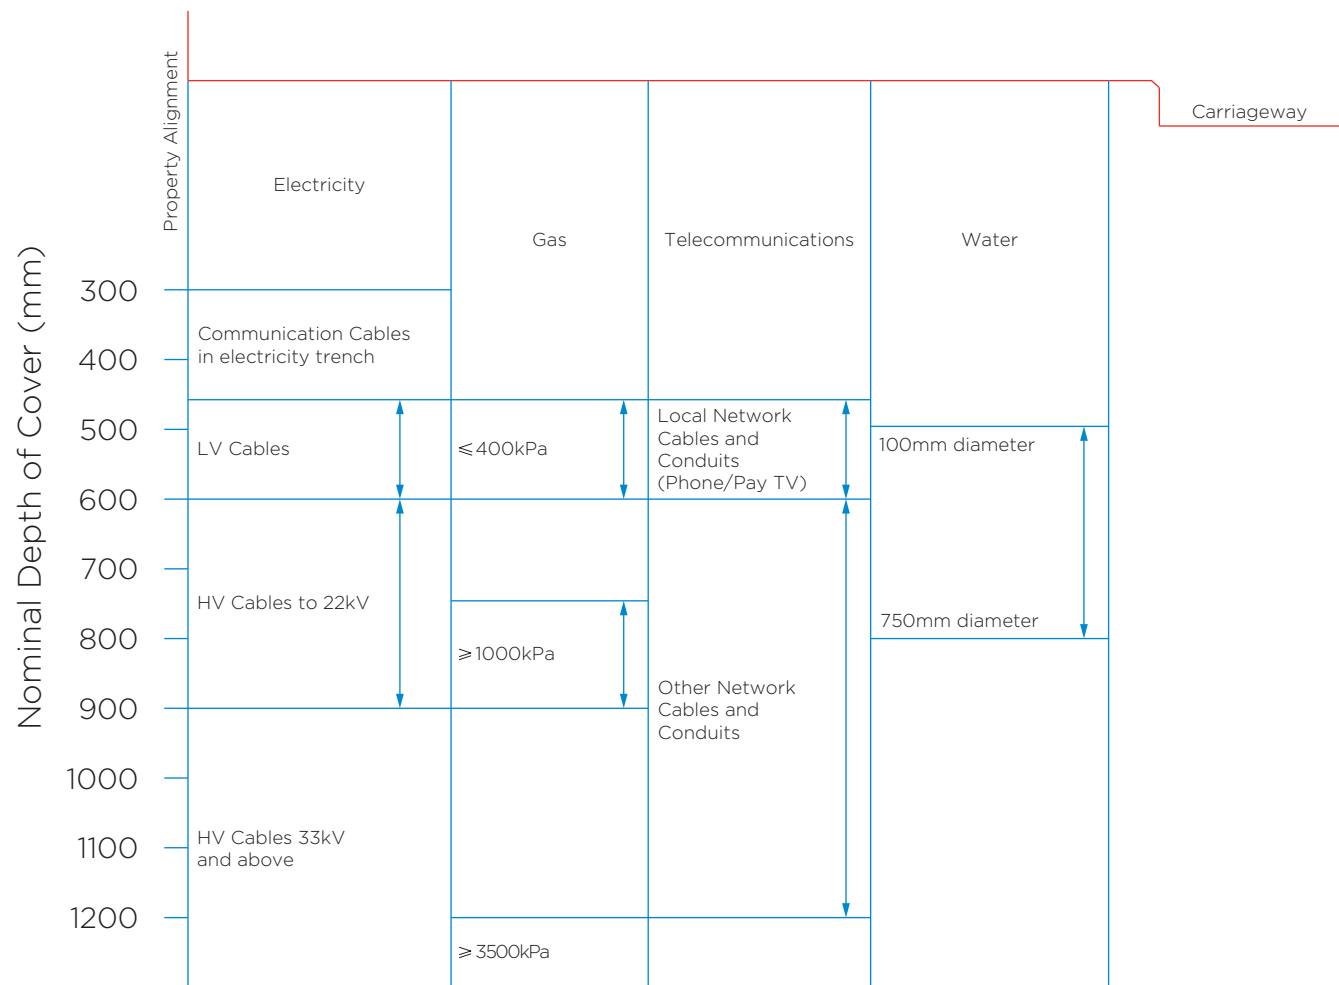 Property Alignment
Carriageway
Electricity
Gas
Telecommunications
Water
Nominal Depth of Cover (mm)
300
Communication Cables
in electricity trench
400
500
LV Cables
≤400kPa
Local Network
Cables and
Conduits
(Phone/Pay TV)
100mm diameter
600
700
HV Cables to 22kV
750mm diameter
800
≥1000kPa
Other Network
Cables and
Conduits
900
1000
HV Cables 33kV
and above
1100
1200
≥3500kPa